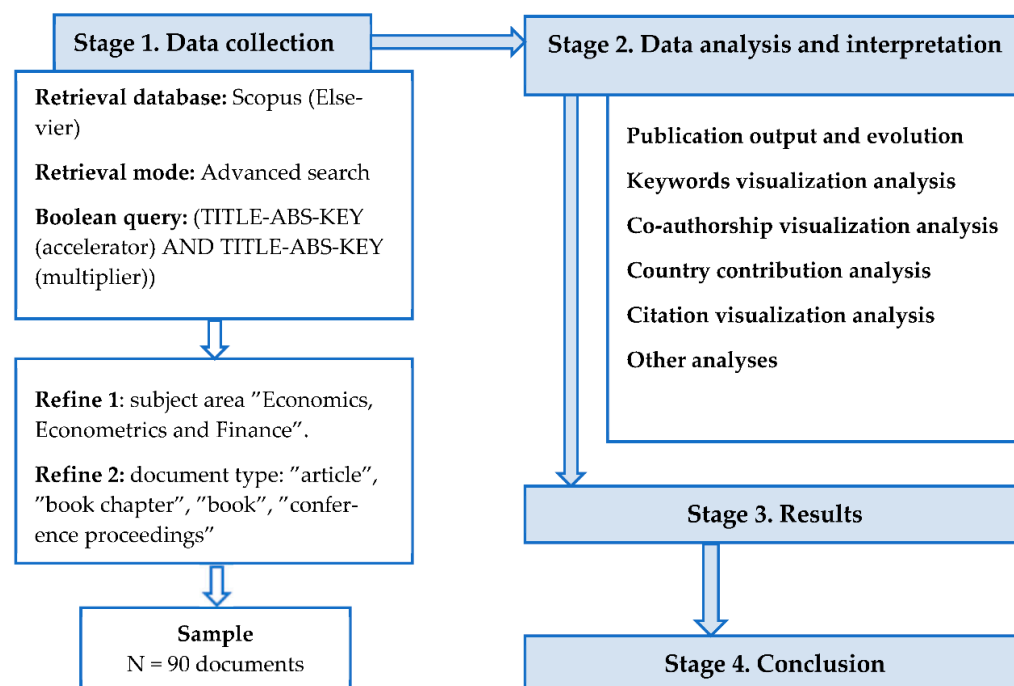 Stage 1. Data collection
Retrieval database: Scopus (Else-
vier)
Retrieval mode: Advanced search
Boolean query: (TITLE-ABS-KEY
(accelerator) AND TITLE-ABS-KEY
(multiplier))
Refine 1: subject area ”Economics,
Econometrics and Finance”.
Refine 2: document type: ”article”,
”book chapter”, ”book”, ”confer-
ence proceedings”
Sample
N = 90 documents
Stage 2. Data analysis and interpretation
Publication output and evolution
Keywords visualization analysis
Co-authorship visualization analysis
Country contribution analysis
Citation visualization analysis
Other analyses
Stage 3. Results
Stage 4. Conclusion